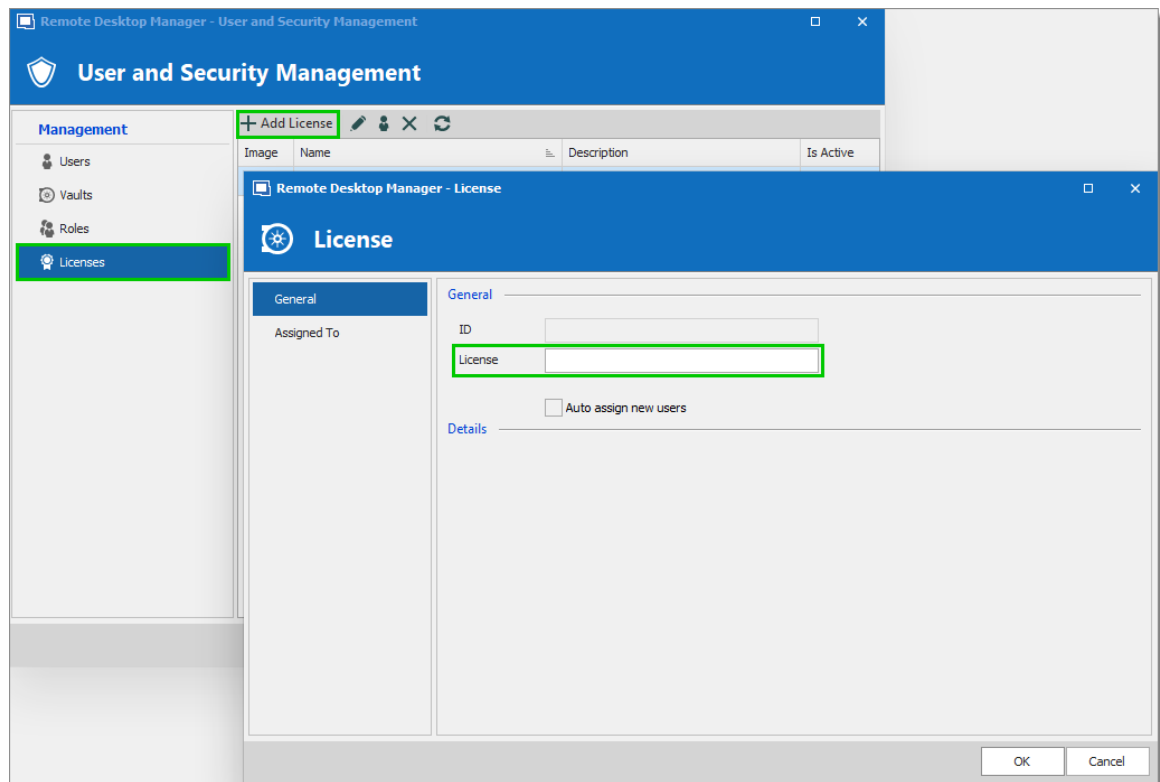 Remote Desktop Manager - User and Security Management
User and Security Management
Management
Users
Vaults
Roles
Licenses
Add License
Image Name Description Is Active
Remote Desktop Manager - License
License
General
Assigned To
General
ID
License
Auto assign new users
Details
OK Cancel